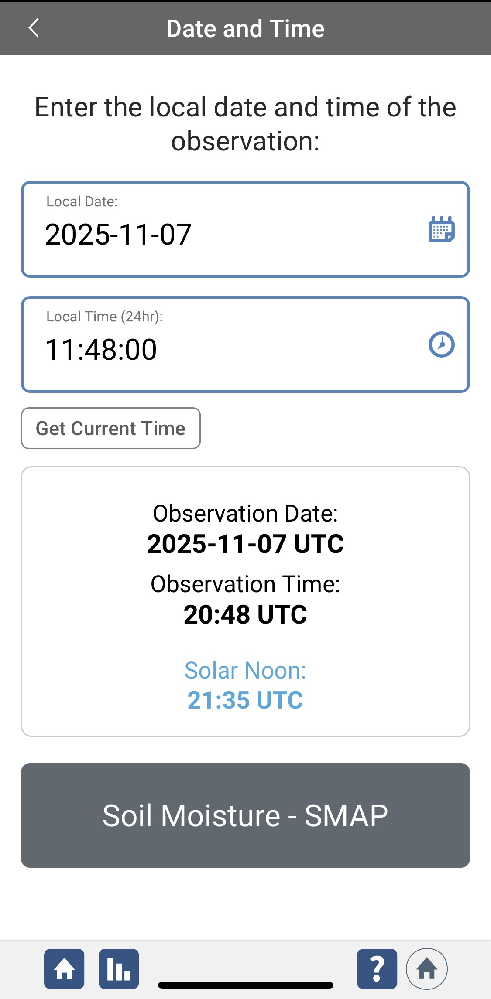 Date and Time
Enter the local date and time of the
observation:
Local Date:
2025-11-07
Local Time (24hr):
11:48:00
Get Current Time
Observation Date:
2025-11-07 UTC
Observation Time:
20:48 UTC
Solar Noon:
21:35 UTC
Soil Moisture - SMAP
?